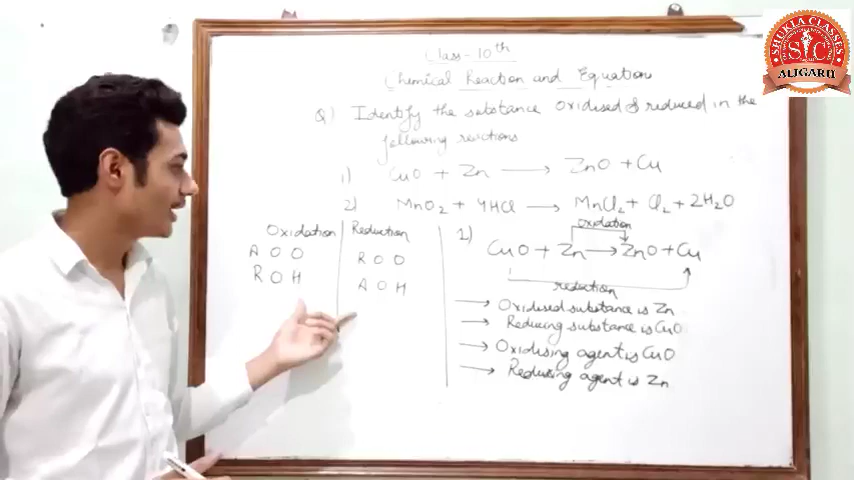 SHUKLA CLASSES
SC
ALIGARH
Class-10th
Chemical Reaction and Equation
Q) Identify the substance Oxidised & reduced in the
following reactions
1) CuO + Zn → ZnO + Cu
2) MnO2 + 4HCl → MnCl2 + Cl2 + 2H2O
Oxidation
A O O
R O H
Reduction
R O O
A O H
1)
oxidation
CuO + Zn → ZnO + Cu
reduction
→ Oxidised substance is Zn
→ Reducing substance is CuO
→ Oxidising agent is CuO
→ Reducing agent is Zn